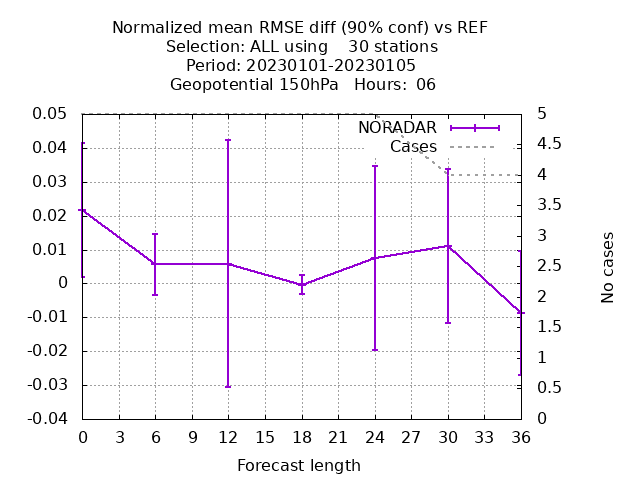 Normalized mean RMSE diff (90% conf) vs REF
Selection: ALL using    30 stations
Period: 20230101-20230105
Geopotential 150hPa   Hours:  06
NORADAR
Cases
0.05
0.04
0.03
0.02
0.01
0
-0.01
-0.02
-0.03
-0.04
5
4.5
4
3.5
3
2.5
2
1.5
1
0.5
0
No cases
0 3 6 9 12 15 18 21 24 27 30 33 36
Forecast length